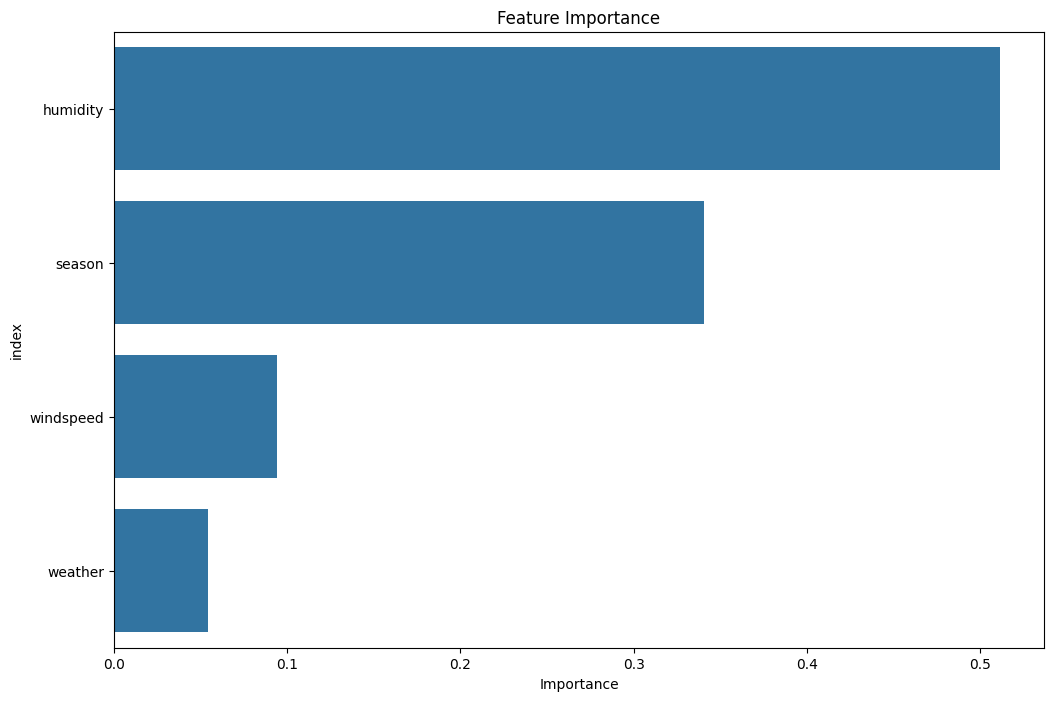 Feature Importance
humidity
season
windspeed
weather
index
0.0 0.1 0.2 0.3 0.4 0.5
Importance